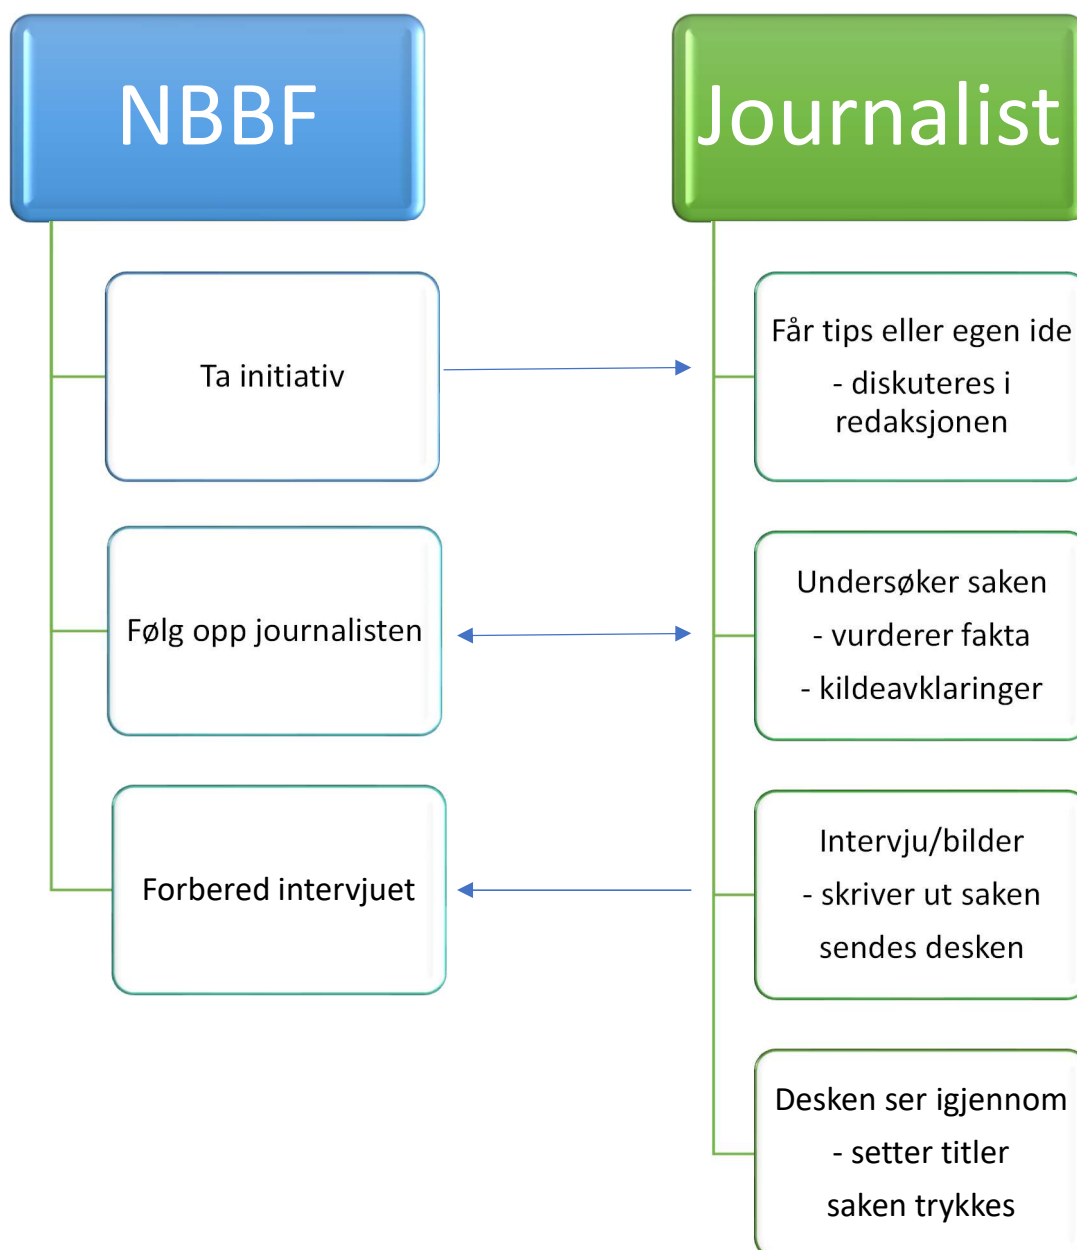 NBBF
Ta initiativ
Følg opp journalisten
Forbered intervjuet
Journalist
Får tips eller egen ide
- diskuteres i
redaksjonen
Undersøker saken
- vurderer fakta
- kildeavklaringer
Intervju/bilder
- skriver ut saken
sendes desken
Desken ser igjennom
- setter titler
saken trykkes